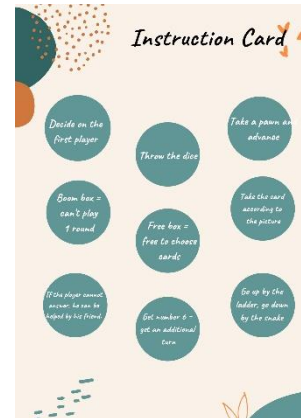 Instruction Card
Decide on the
first player
Throw the dice
Take a pawn and
advance
Boom box =
can't play
1 round
Free box =
free to choose
cards
Take the card
according to
the picture
If the player cannot
answer, he can be
helped by his friend.
Get number 6 =
get an additional
turn
Go up by the
ladder, go down
by the snake